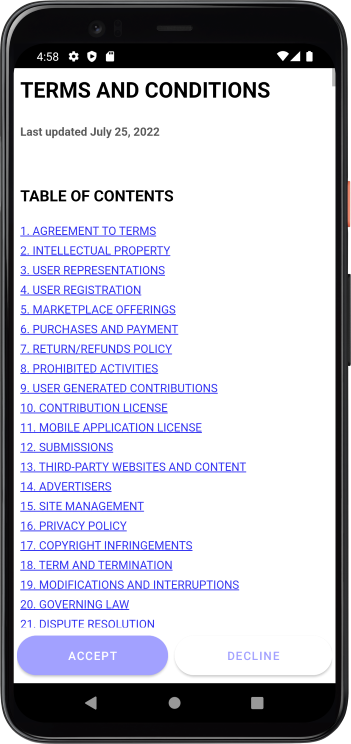 4:58
TERMS AND CONDITIONS
Last updated July 25, 2022
TABLE OF CONTENTS
1. AGREEMENT TO TERMS
2. INTELLECTUAL PROPERTY
3. USER REPRESENTATIONS
4. USER REGISTRATION
5. MARKETPLACE OFFERINGS
6. PURCHASES AND PAYMENT
7. RETURN/REFUNDS POLICY
8. PROHIBITED ACTIVITIES
9. USER GENERATED CONTRIBUTIONS
10. CONTRIBUTION LICENSE
11. MOBILE APPLICATION LICENSE
12. SUBMISSIONS
13. THIRD-PARTY WEBSITES AND CONTENT
14. ADVERTISERS
15. SITE MANAGEMENT
16. PRIVACY POLICY
17. COPYRIGHT INFRINGEMENTS
18. TERM AND TERMINATION
19. MODIFICATIONS AND INTERRUPTIONS
20. GOVERNING LAW
21. DISPUTE RESOLUTION
ACCEPT DECLINE